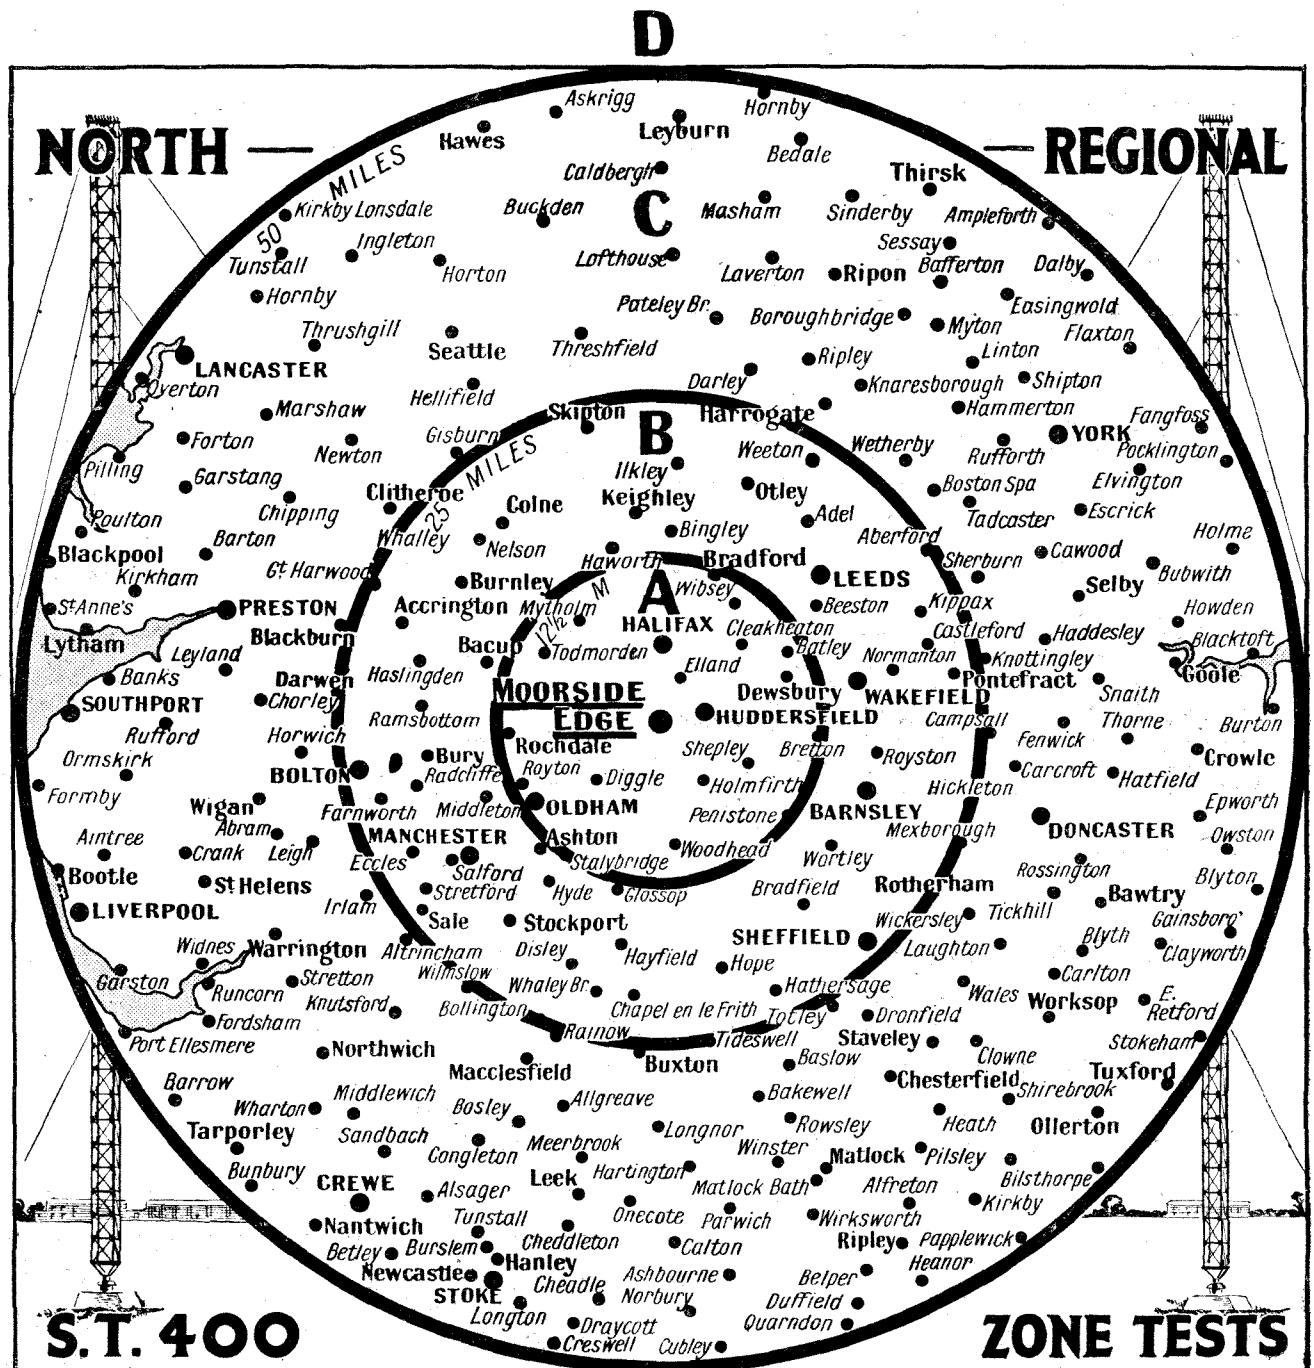 D
NORTH —
— REGIONAL
50 MILES
Askrigg
Hornby
Hawes
Leyburn
Bedale
Caldbergh
Thirsk
Kirkby Lonsdale
Buckden
C
Masham
Sinderby
Ampleforth
Ingleton
Sessay
Tunstall
Horton
Lofthouse
Laverton
Ripon
Bafferton
Dalby
Hornby
Pateley Br.
Boroughbridge
Easingwold
Thrushgill
Myton
Flaxton
Seattle
Threshfield
Ripley
Linton
LANCASTER
Overton
Darley
Knaresborough
Shipton
Hellifield
Marshaw
Skipton
Harrogate
Hammerton
Fangfoss
Forton
Gisburn
B
YORK
Newton
Weeton
Wetherby
Rufforth
Pocklington
Pilling
25 MILES
Ilkley
Garstang
Clitheroe
Keighley
Otley
Boston Spa
Elvington
Chipping
Colne
Adel
Tadcaster
Escrick
Poulton
Whalley
Bingley
Aberford
Holme
Barton
Nelson
Blackpool
Haworth
Bradford
Sherburn
Cawood
Kirkham
Gt. Harwood
Burnley
Wibsey
LEEDS
Selby
Bubwith
St Anne's
PRESTON
Accrington
Mytholm
12½ M
A
Beeston
Kippax
Howden
Lytham
Blackburn
HALIFAX
Cleakheaton
Castleford
Haddesley
Blacktoft
Leyland
Bacup
Todmorden
Batley
Normanton
Knottingley
Banks
Darwen
Haslingden
Elland
Dewsbury
WAKEFIELD
Pontefract
Snaith
Goole
Chorley
MOORSIDE
EDGE
SOUTHPORT
Ramsbottom
HUDDERSFIELD
Campsall
Thorne
Burton
Rufford
Horwich
Rochdale
Shepley
Bretton
Royston
Fenwick
Crowle
Ormskirk
BOLTON
Bury
Radcliffe
Royton
Diggle
Holmfirth
Carcroft
Hatfield
Formby
Wigan
Farnworth
Middleton
OLDHAM
Penistone
BARNSLEY
Hickleton
Epworth
Abram
MANCHESTER
Ashton
Mexborough
DONCASTER
Owston
Aintree
Crank
Leigh
Eccles
Salford
Stalybridge
Woodhead
Wortley
Rossington
Bootle
St Helens
Stretford
Hyde
Glossop
Bradfield
Rotherham
Bawtry
Blyton
LIVERPOOL
Irlam
Sale
Stockport
Wickersley
Tickhill
Gainsboro'
Widnes
Warrington
Altrincham
Disley
Hayfield
SHEFFIELD
Laughton
Blyth
Clayworth
Garston
Stretton
Wilmslow
Hope
Carlton
Runcorn
Knutsford
Bollington
Whaley Br.
Hathersage
Wales
Worksop
E.
Retford
Fordsham
Chapel en le Frith
Totley
Dronfield
Port Ellesmere
Rainow
Tideswell
Staveley
Stokeham
Northwich
Macclesfield
Buxton
Baslow
Clowne
Barrow
Middlewich
Bakewell
Chesterfield
Shirebrook
Tuxford
Wharton
Bosley
Allgreave
Tarporley
Sandbach
Longnor
Rowsley
Heath
Ollerton
Congleton
Meerbrook
Winster
Matlock
Pilsley
Bunbury
Leek
Hartington
Bilsthorpe
CREWE
Alsager
Matlock Bath
Alfreton
Kirkby
Nantwich
Tunstall
Onecote
Parwich
Wirksworth
Betley
Burslem
Cheddleton
Calton
Ripley
Papplewick
Hanley
Newcastle
Cheadle
Ashbourne
Belper
Heanor
STOKE
Norbury
Duffield
Longton
Draycott
Quarndon
Creswell
Cubley
S.T. 400
ZONE TESTS